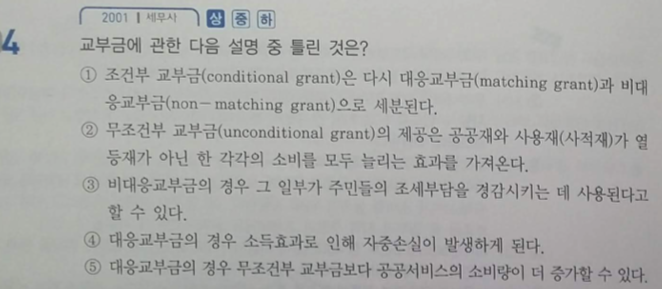 2001 | 세무사 상 중 하
4 교부금에 관한 다음 설명 중 틀린 것은?
① 조건부 교부금(conditional grant)은 다시 대응교부금(matching grant)과 비대
응교부금(non-matching grant)으로 세분된다.
② 무조건부 교부금(unconditional grant)의 제공은 공공재와 사용재(사적재)가 열
등재가 아닌 한 각각의 소비를 모두 늘리는 효과를 가져온다.
③ 비대응교부금의 경우 그 일부가 주민들의 조세부담을 경감시키는 데 사용된다고
할 수 있다.
④ 대응교부금의 경우 소득효과로 인해 자중손실이 발생하게 된다.
⑤ 대응교부금의 경우 무조건부 교부금보다 공공서비스의 소비량이 더 증가할 수 있다.